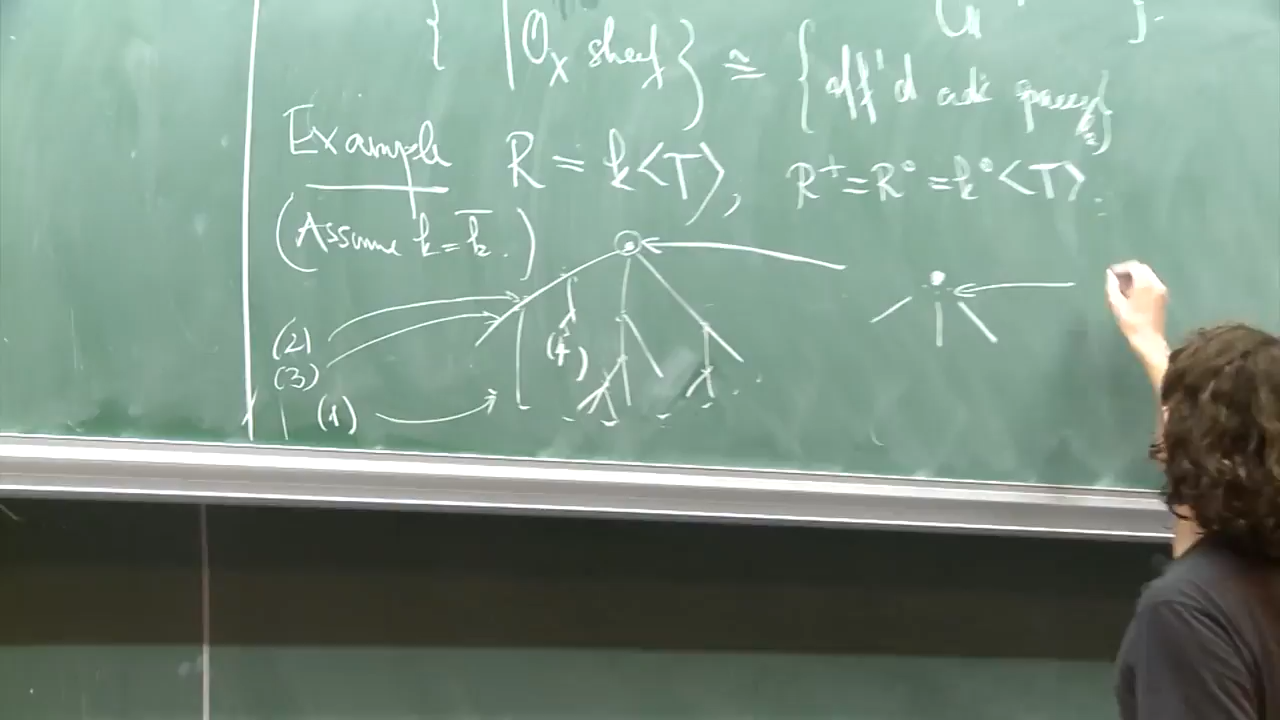 { | O_X sheaf } ≃ { aff'd adic spaces/k }.
Example R = k<T>, R⁺ = R° = k°<T>.
(Assume k = k̄.)
(2)
(3)
(4)
(1)